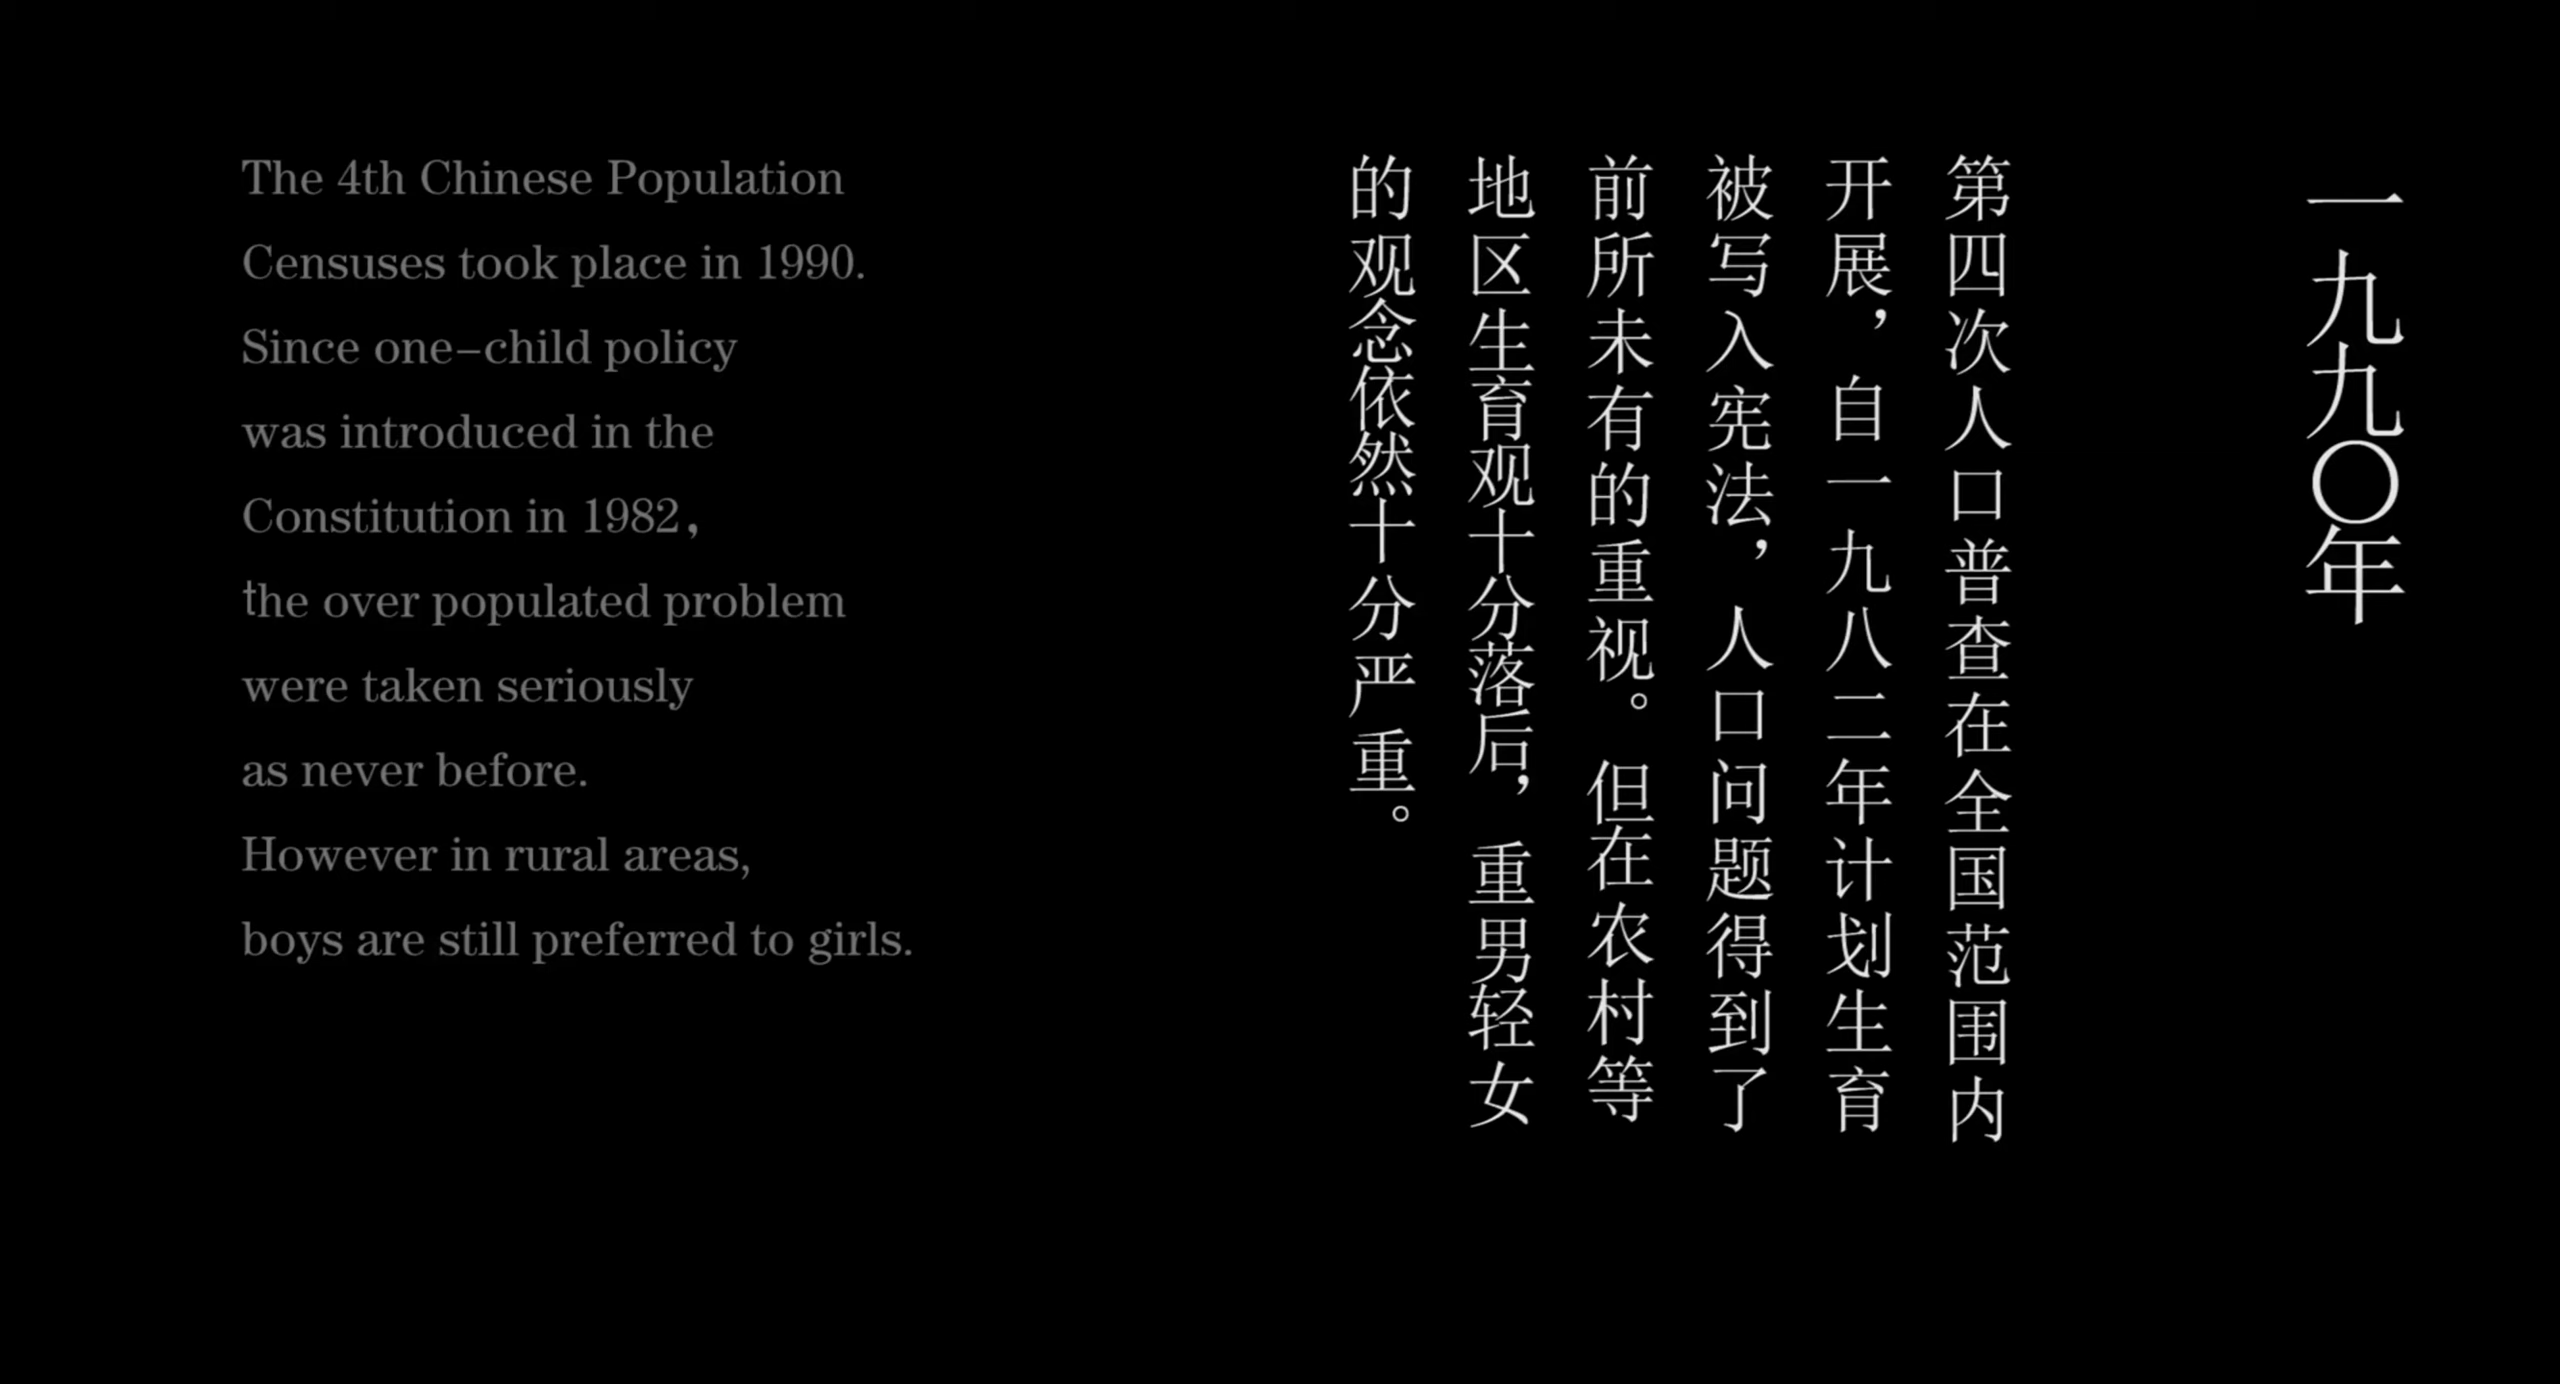 The 4th Chinese Population
Censuses took place in 1990.
Since one–child policy
was introduced in the
Constitution in 1982，
the over populated problem
were taken seriously
as never before.
However in rural areas,
boys are still preferred to girls.
一九九〇年
第四次人口普查在全国范围内
开展，自一九八二年计划生育
被写入宪法，人口问题得到了
前所未有的重视。但在农村等
地区生育观十分落后，重男轻女
的观念依然十分严重。